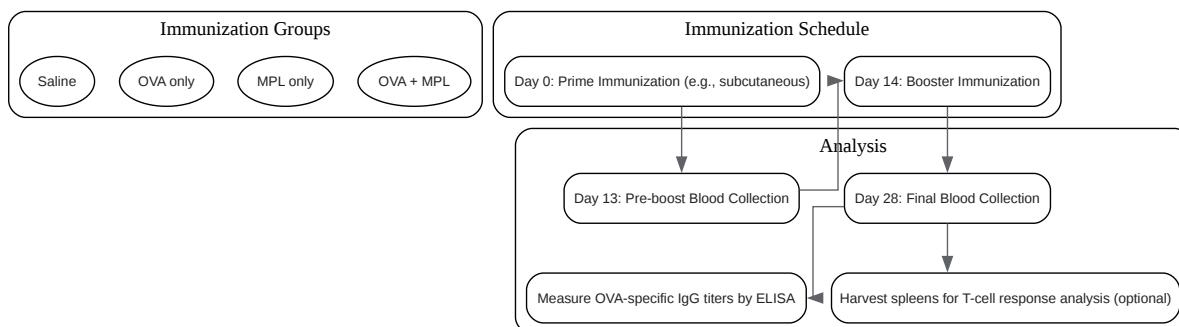 Immunization Groups
Saline
OVA only
MPL only
OVA + MPL
Immunization Schedule
Day 0: Prime Immunization (e.g., subcutaneous)
Day 14: Booster Immunization
Analysis
Day 13: Pre-boost Blood Collection
Day 28: Final Blood Collection
Measure OVA-specific IgG titers by ELISA
Harvest spleens for T-cell response analysis (optional)